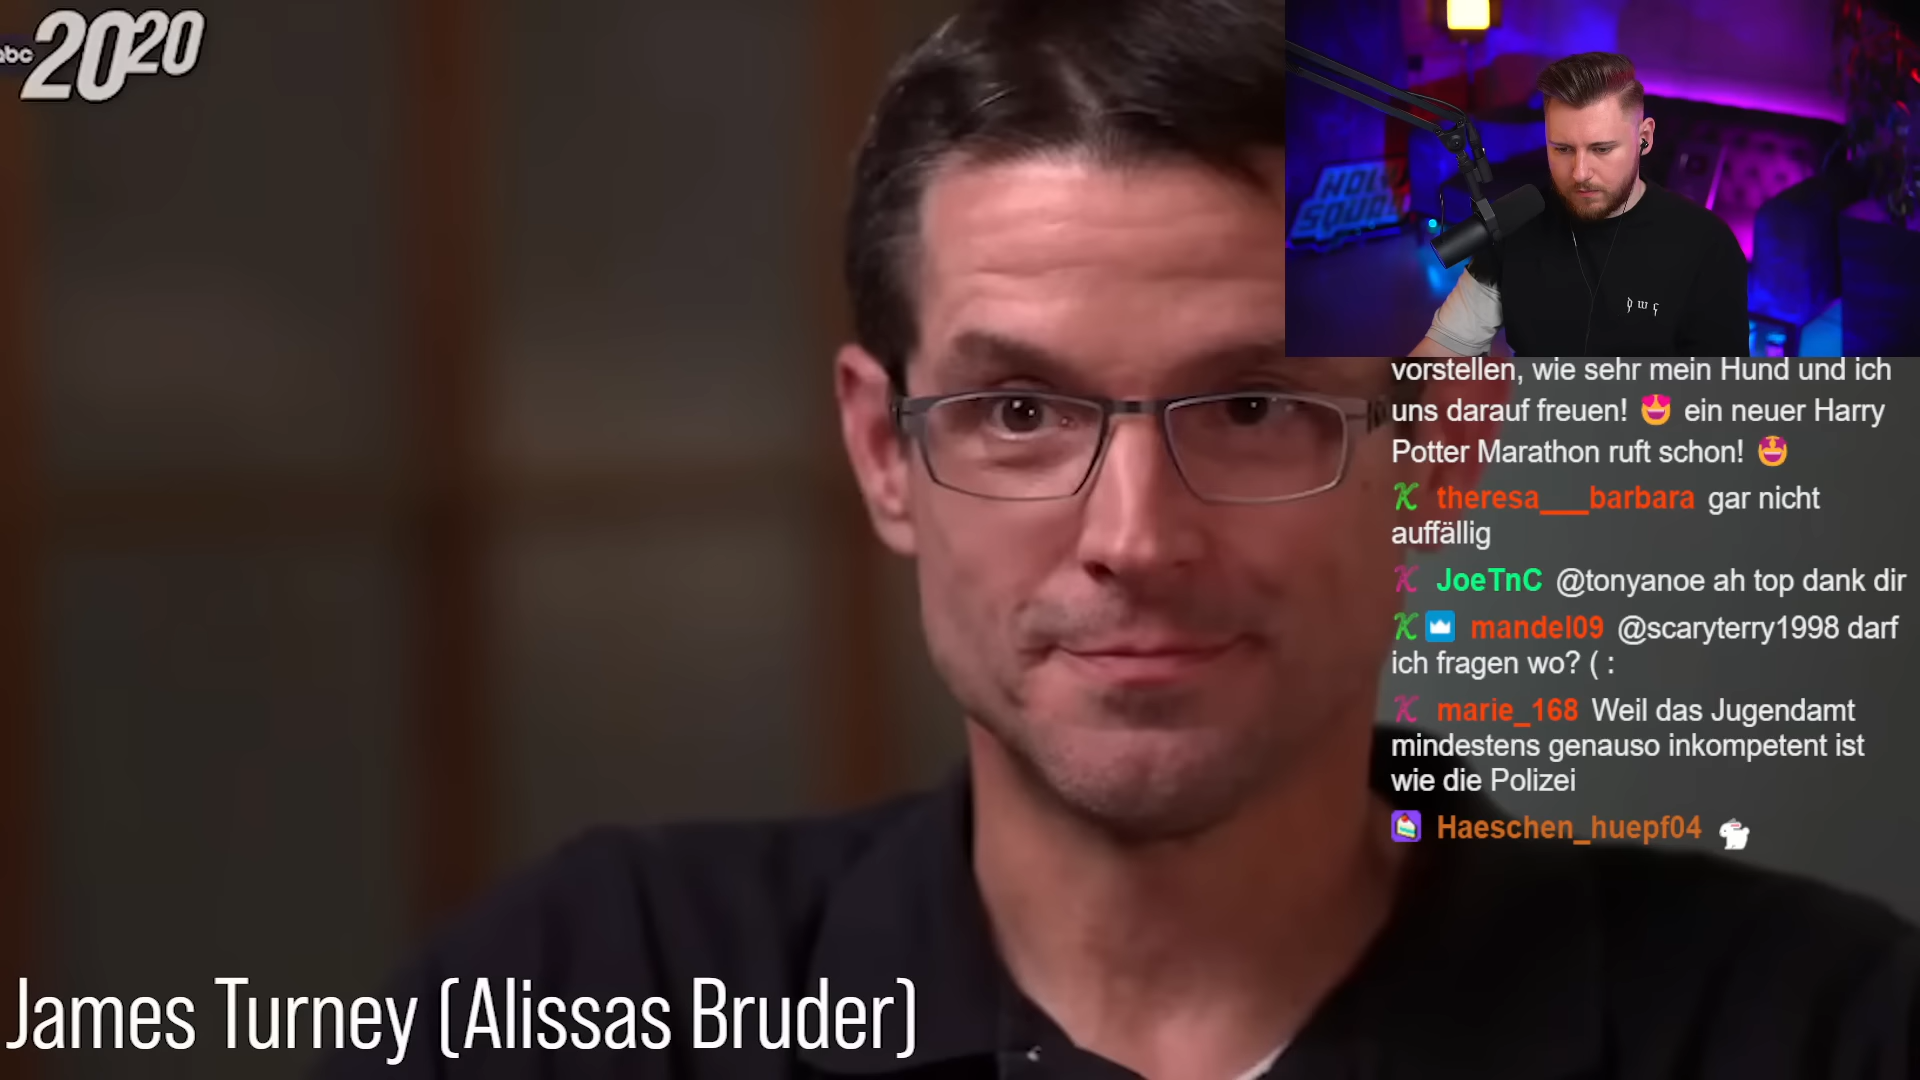 abc 2020
HOLY
SQUAD
vorstellen, wie sehr mein Hund und ich
uns darauf freuen! 🤩 ein neuer Harry
Potter Marathon ruft schon! 🤩
theresa___barbara gar nicht
auffällig
JoeTnC @tonyanoe ah top dank dir
mandel09 @scaryterry1998 darf
ich fragen wo? ( :
marie_168 Weil das Jugendamt
mindestens genauso inkompetent ist
wie die Polizei
Haeschen_huepf04
James Turney (Alissas Bruder)